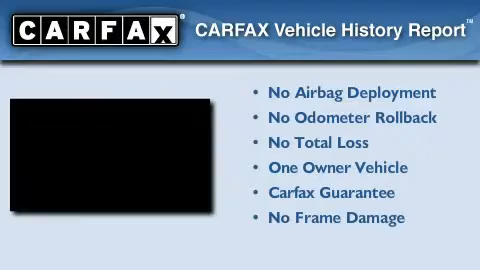 CARFAX® CARFAX Vehicle History Report™
• No Airbag Deployment
• No Odometer Rollback
• No Total Loss
• One Owner Vehicle
• Carfax Guarantee
• No Frame Damage